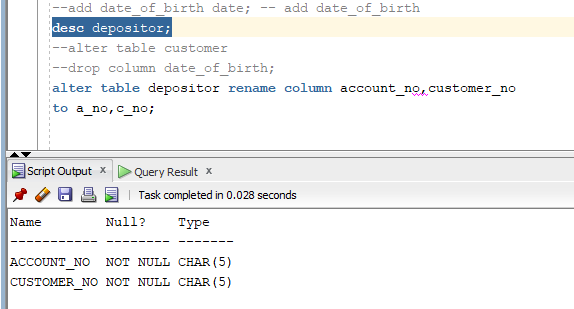 --add date_of_birth date; -- add date_of_birth
desc depositor;
--alter table customer
--drop column date_of_birth;
alter table depositor rename column account_no,customer_no
to a_no,c_no;
Script Output x Query Result x
Task completed in 0.028 seconds
Name Null? Type
----------- -------- -------
ACCOUNT_NO NOT NULL CHAR(5)
CUSTOMER_NO NOT NULL CHAR(5)